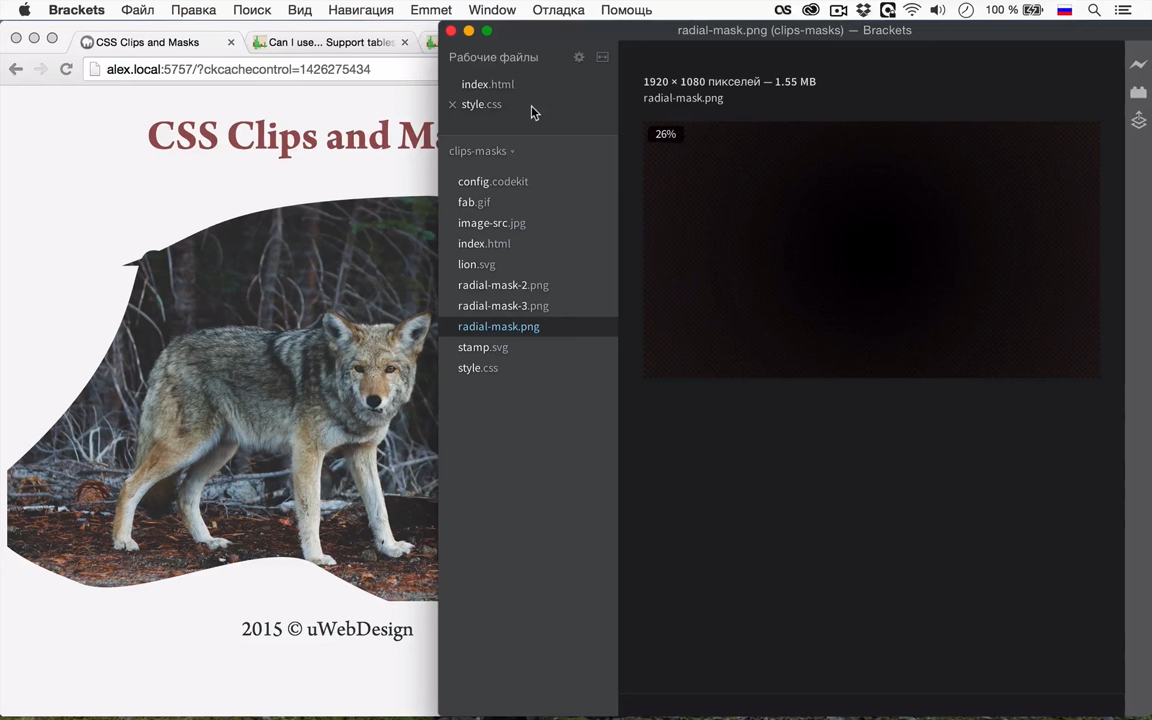 Brackets Файл Правка Поиск Вид Навигация Emmet Window Отладка Помощь 100 %
CSS Clips and Masks
Can I use... Support tables
alex.local:5757/?ckcachecontrol=1426275434
CSS Clips and Ma
2015 © uWebDesign
radial-mask.png (clips-masks) — Brackets
Рабочие файлы
index.html
style.css
clips-masks
config.codekit
fab.gif
image-src.jpg
index.html
lion.svg
radial-mask-2.png
radial-mask-3.png
radial-mask.png
stamp.svg
style.css
1920 × 1080 пикселей — 1.55 MB
radial-mask.png
26%